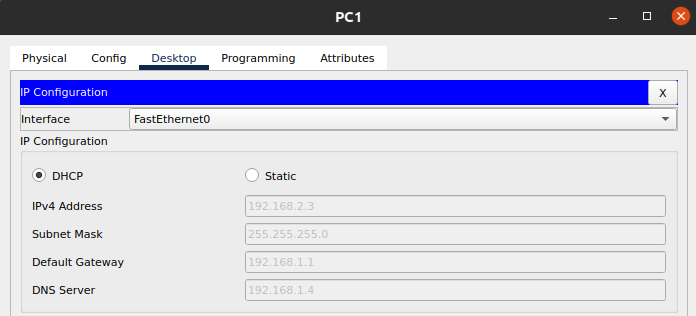 PC1
Physical Config Desktop Programming Attributes
IP Configuration X
Interface FastEthernet0
IP Configuration
DHCP Static
IPv4 Address 192.168.2.3
Subnet Mask 255.255.255.0
Default Gateway 192.168.1.1
DNS Server 192.168.1.4